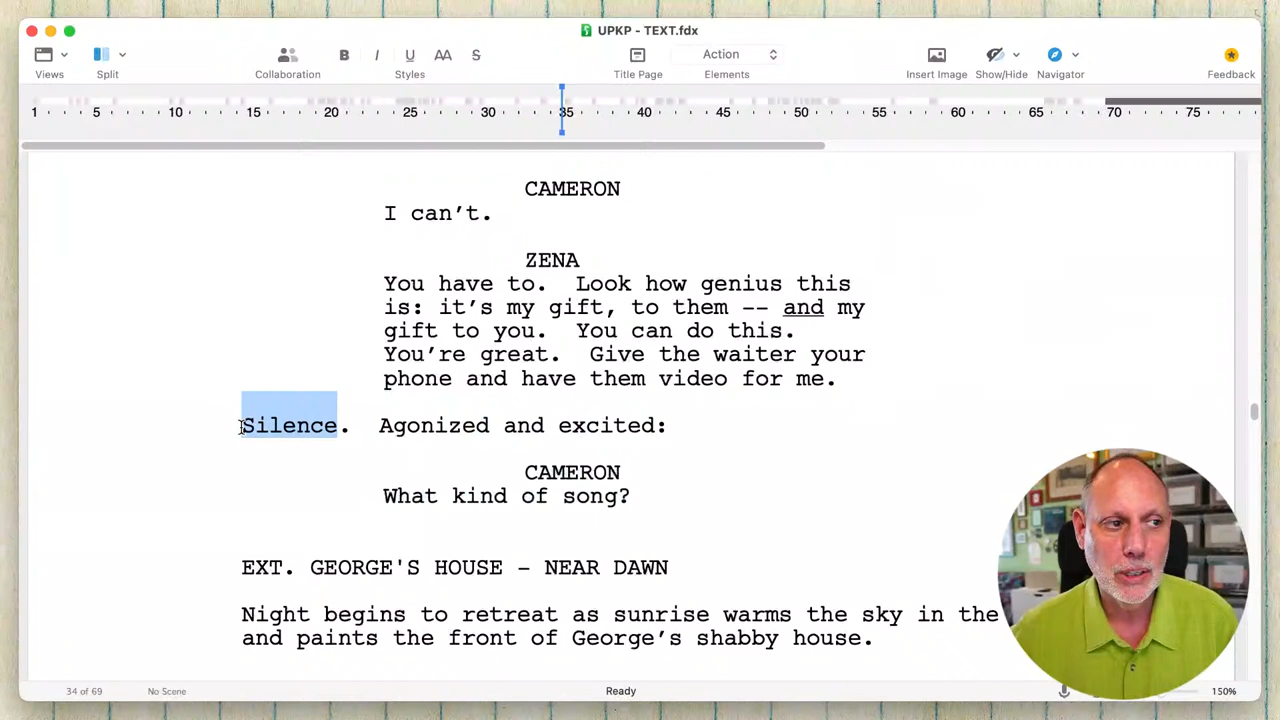 UPKP - TEXT.fdx
Action
Views
Split
Collaboration
B I U AA S
Styles
Title Page
Elements
Insert Image
Show/Hide
Navigator
Feedback
1 5 10 15 20 25 30 35 40 45 50 55 60 65 70 75
CAMERON
I can’t.
ZENA
You have to.  Look how genius this
is: it’s my gift, to them -- and my
gift to you.  You can do this.
You’re great.  Give the waiter your
phone and have them video for me.
Silence.  Agonized and excited:
CAMERON
What kind of song?
EXT. GEORGE'S HOUSE – NEAR DAWN
Night begins to retreat as sunrise warms the sky in the
and paints the front of George’s shabby house.
34 of 69
No Scene
Ready
150%